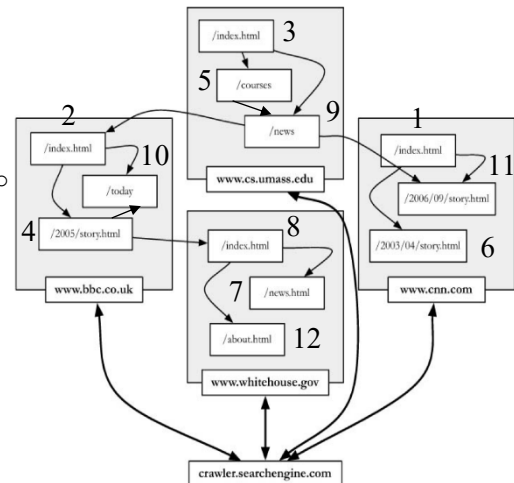 /index.html 3
5 /courses
/news 9
www.cs.umass.edu
2
/index.html
10
/today
4 /2005/story.html
www.bbc.co.uk
1
/index.html
11
/2006/09/story.html
/2003/04/story.html 6
www.cnn.com
8
/index.html
7 /news.html
/about.html 12
www.whitehouse.gov
crawler.searchengine.com